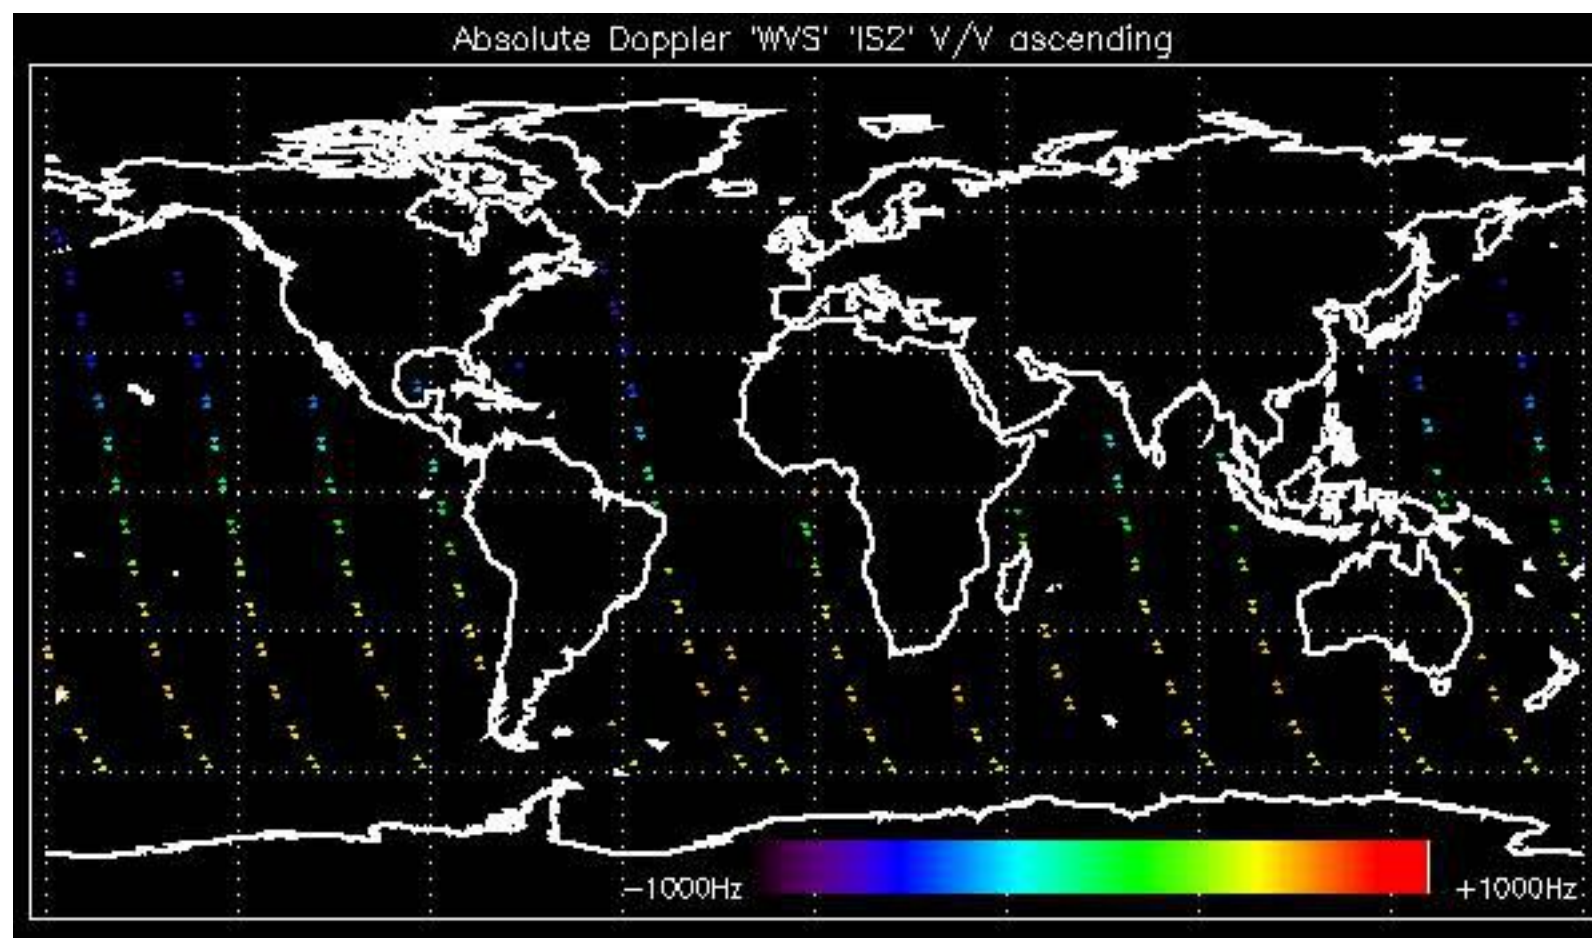 Absolute Doppler 'WVS' 'IS2' V/V ascending
-1000Hz +1000Hz